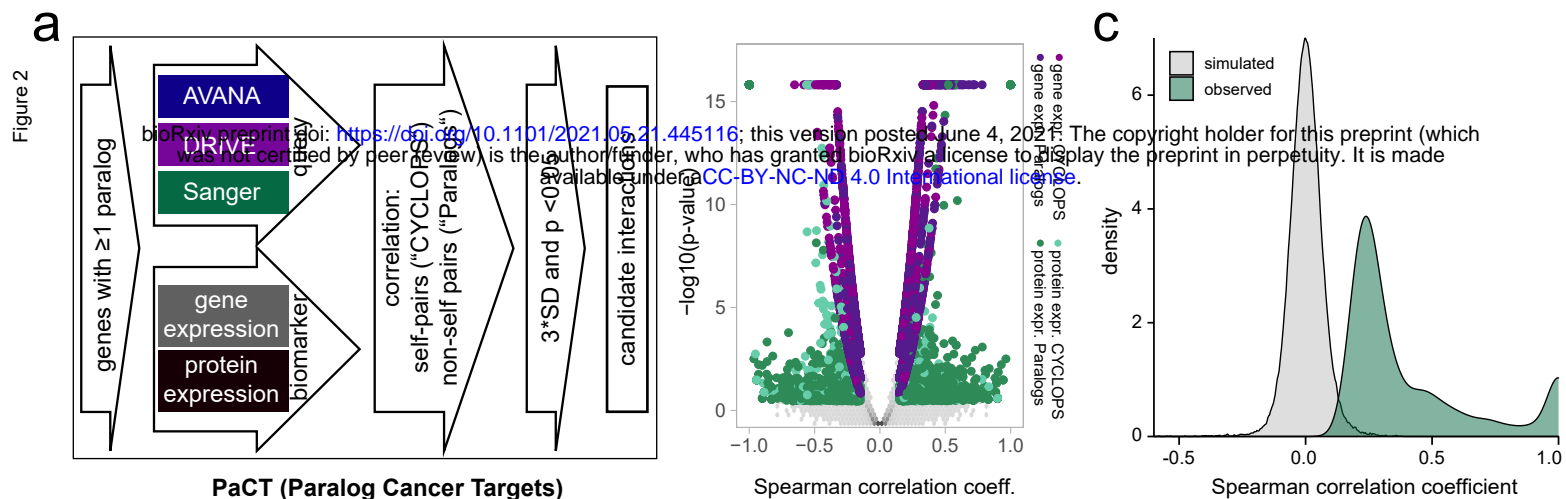 Figure 2
a
genes with ≥1 paralog
AVANA
DRIVE
Sanger
query
gene
expression
protein
expression
biomarker
correlation:
self-pairs ("CYCLOPS")
non-self pairs ("Paralogs")
3*SD and p <0.05
candidate interactions
PaCT (Paralog Cancer Targets)
bioRxiv preprint doi: https://doi.org/10.1101/2021.05.21.445116; this version posted June 4, 2021. The copyright holder for this preprint (which
was not certified by peer review) is the author/funder, who has granted bioRxiv a license to display the preprint in perpetuity. It is made
available under aCC-BY-NC-ND 4.0 International license.
-log10(p-value)
15
10
5
0
−1.0
−0.5
0.0
0.5
1.0
Spearman correlation coeff.
gene expr. CYCLOPS
gene expr. Paralogs
protein expr. CYCLOPS
protein expr. Paralogs
c
simulated
observed
density
6
4
2
0
-0.5
0.0
0.5
1.0
Spearman correlation coefficient